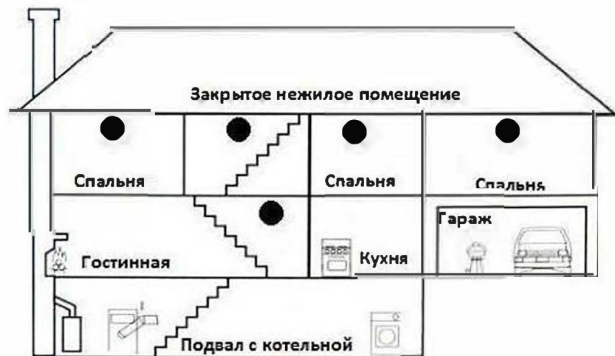 Закрытое нежилое помещение
Спальня
Спальня
Спальня
Гостинная
Кухня
Гараж
Подвал с котельной